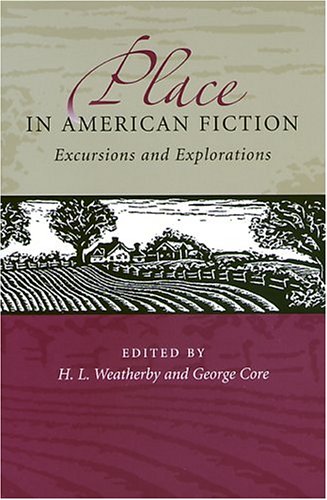 Place
IN AMERICAN FICTION
Excursions and Explorations
EDITED BY
H. L. Weatherby and George Core